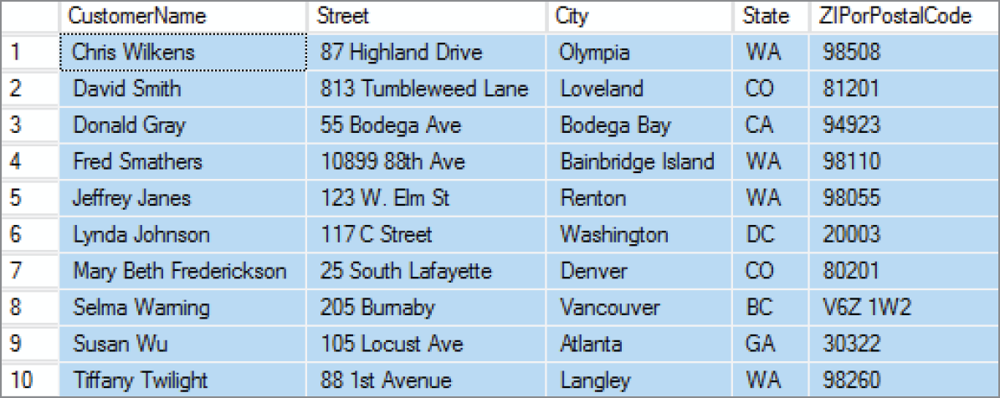 CustomerName Street City State ZIPorPostalCode
1 Chris Wilkens 87 Highland Drive Olympia WA 98508
2 David Smith 813 Tumbleweed Lane Loveland CO 81201
3 Donald Gray 55 Bodega Ave Bodega Bay CA 94923
4 Fred Smathers 10899 88th Ave Bainbridge Island WA 98110
5 Jeffrey Janes 123 W. Elm St Renton WA 98055
6 Lynda Johnson 117 C Street Washington DC 20003
7 Mary Beth Frederickson 25 South Lafayette Denver CO 80201
8 Selma Warning 205 Burnaby Vancouver BC V6Z 1W2
9 Susan Wu 105 Locust Ave Atlanta GA 30322
10 Tiffany Twilight 88 1st Avenue Langley WA 98260